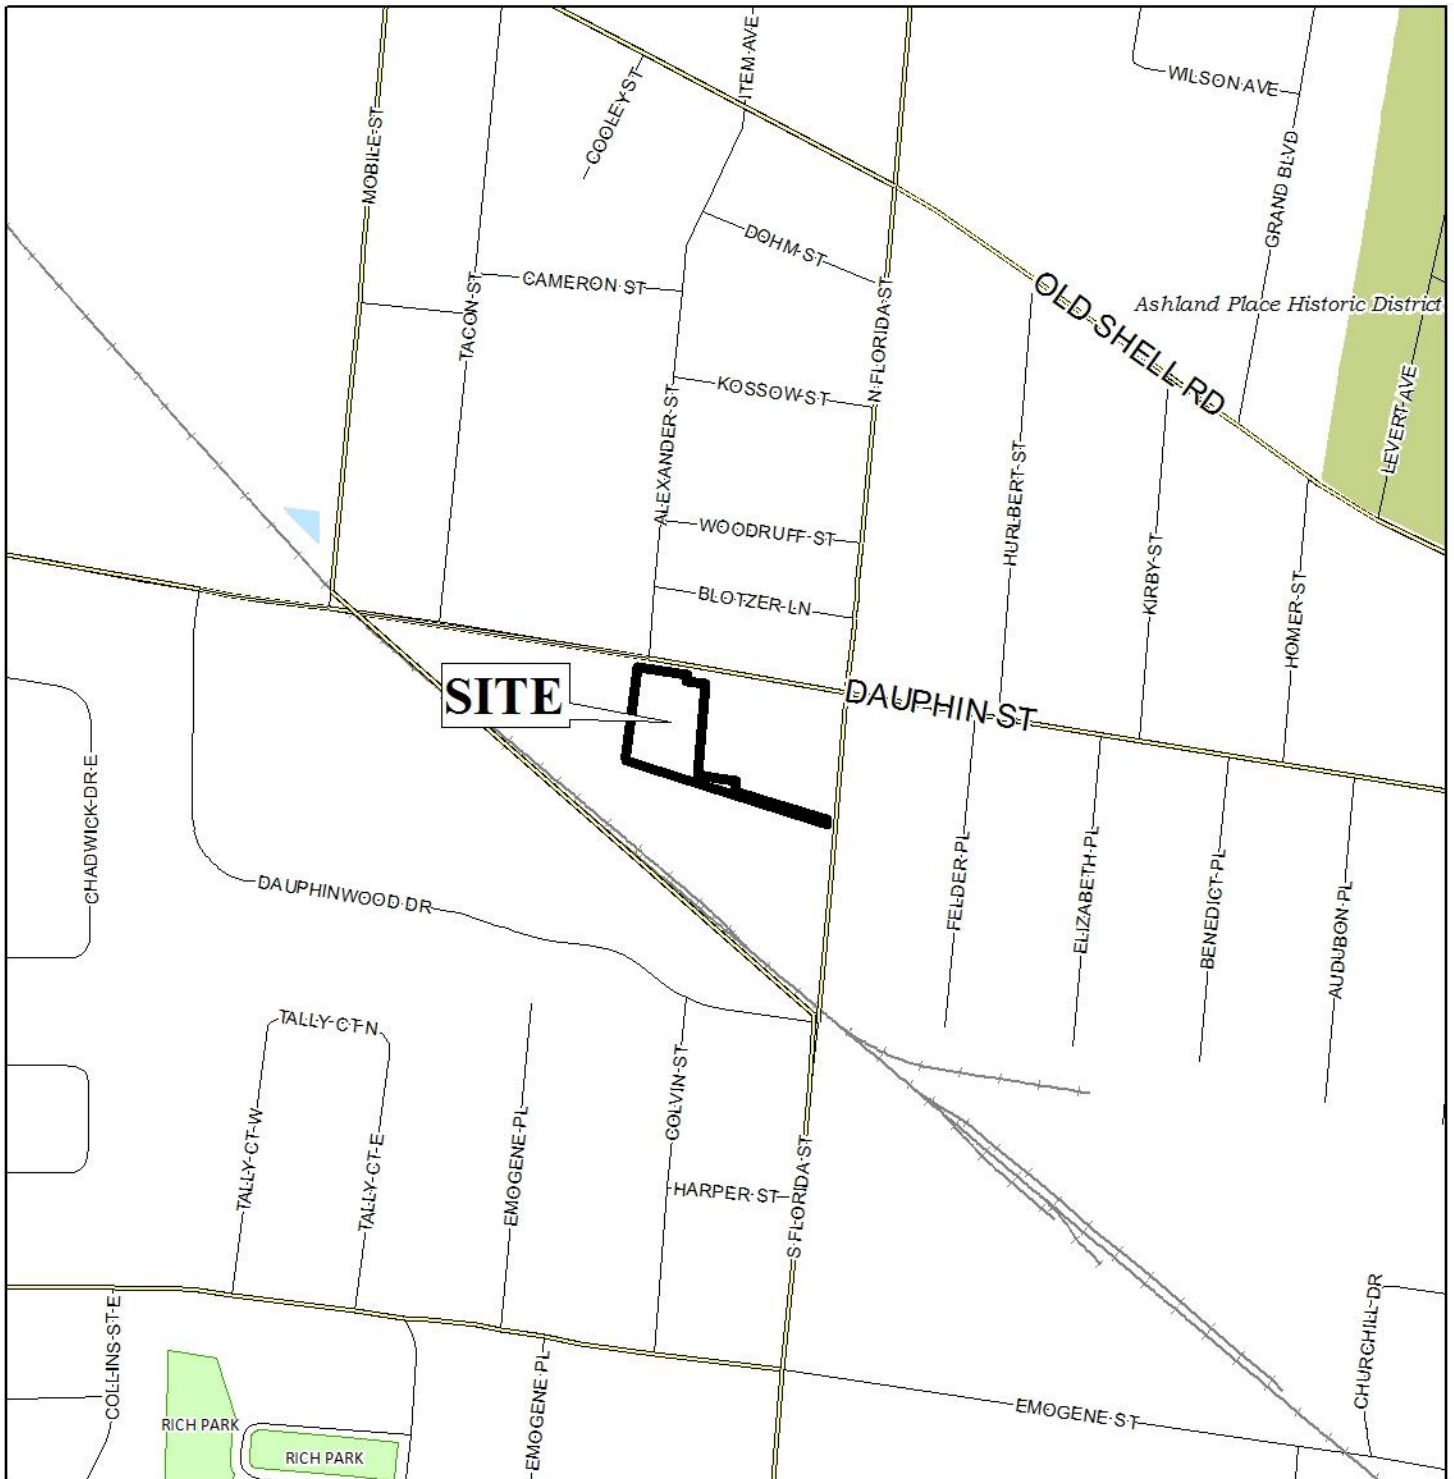 ITEM AVE
COOLEY ST
WILSON AVE
MOBILE ST
GRAND BLVD
DOHM ST
CAMERON ST
TACON ST
N FLORIDA ST
OLD SHELL RD
Ashland Place Historic District
KOSSOW ST
ALEXANDER ST
LEVERT AVE
HURLBERT ST
WOODRUFF ST
KIRBY ST
HOMER ST
BLOTZER LN
SITE
DAUPHIN ST
CHADWICK DR E
DAUPHINWOOD DR
FELDER PL
ELIZABETH PL
BENEDICT PL
AUDUBON PL
TALLY CT N
COLVIN ST
TALLY CT W
TALLY CT E
EMOGENE PL
HARPER ST
S FLORIDA ST
COLLINS ST E
CHURCHILL DR
RICH PARK
RICH PARK
EMOGENE PL
EMOGENE ST